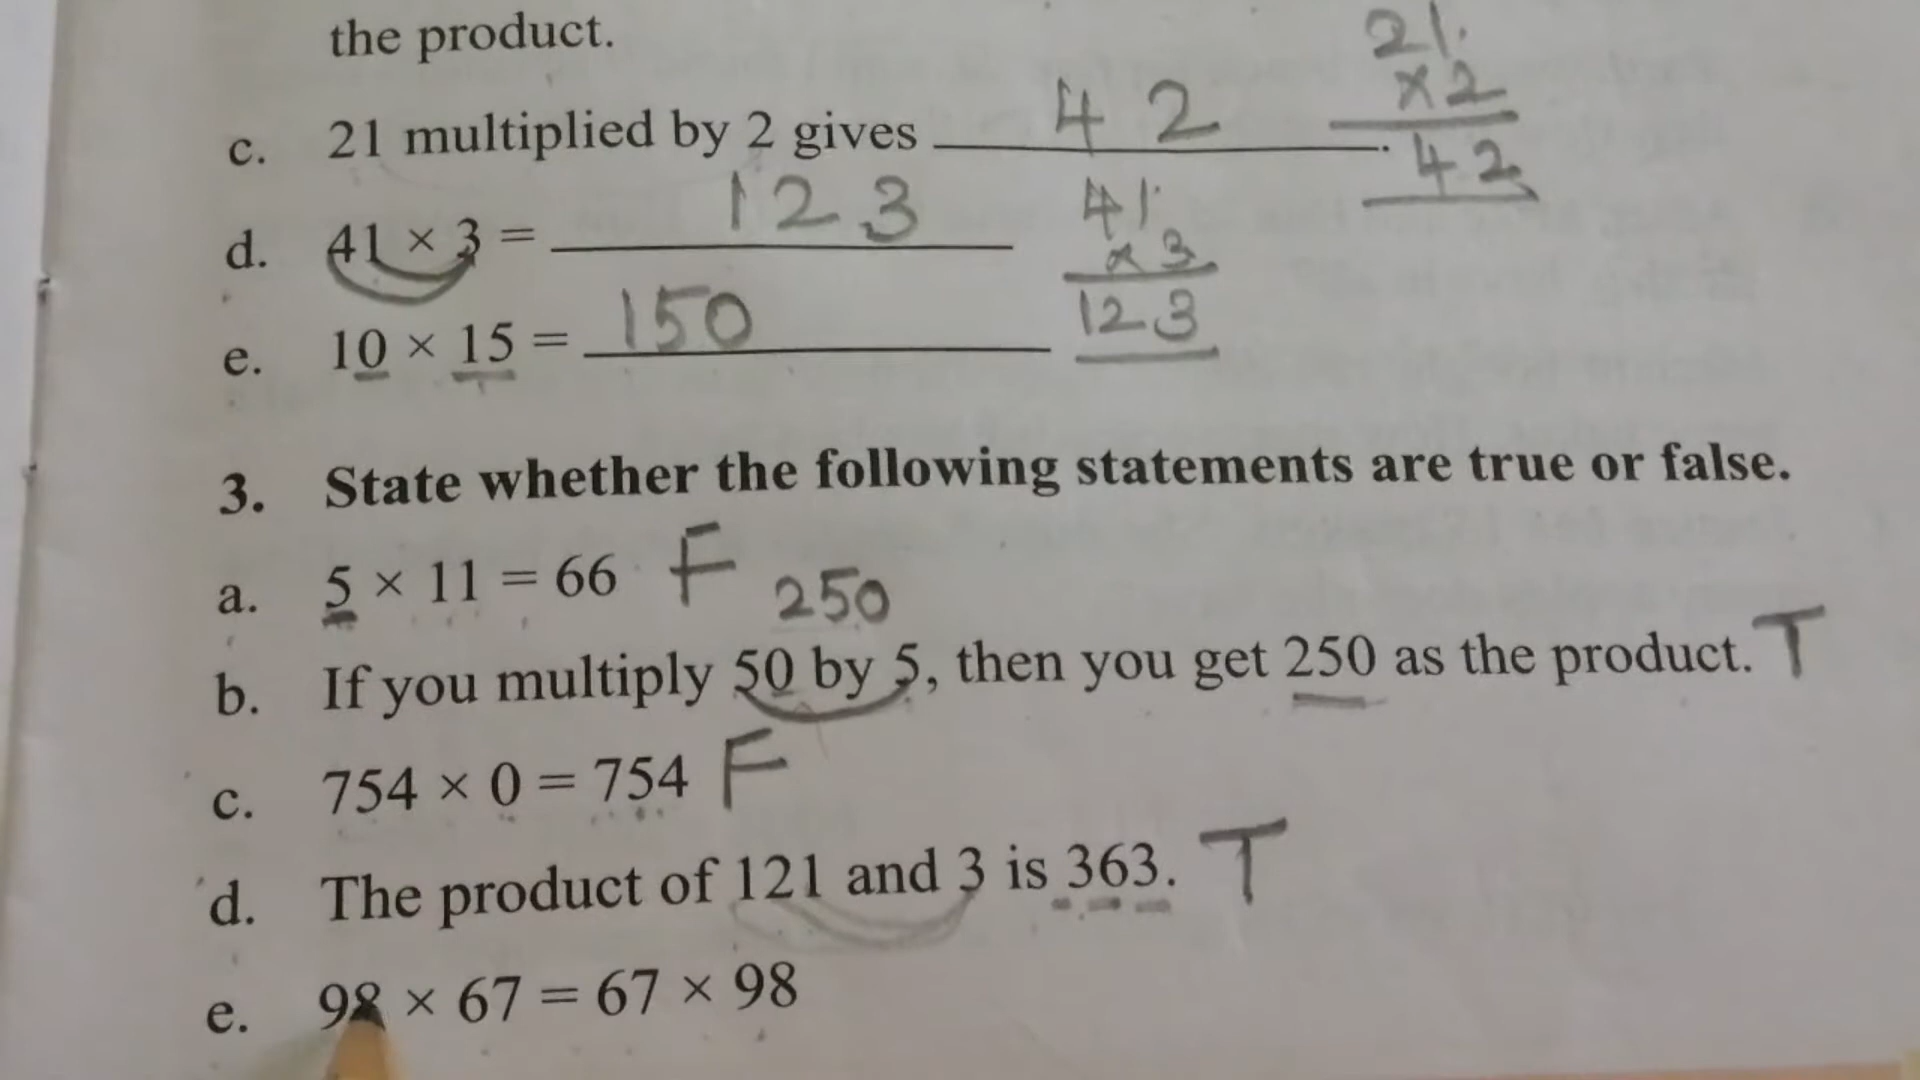 the product.
21
×2
42
c. 21 multiplied by 2 gives 42.
d. 41 × 3 = 123
41
×3
123
e. 10 × 15 = 150
3. State whether the following statements are true or false.
a. 5 × 11 = 66 F
250
b. If you multiply 50 by 5, then you get 250 as the product. T
c. 754 × 0 = 754 F
d. The product of 121 and 3 is 363. T
e. 98 × 67 = 67 × 98